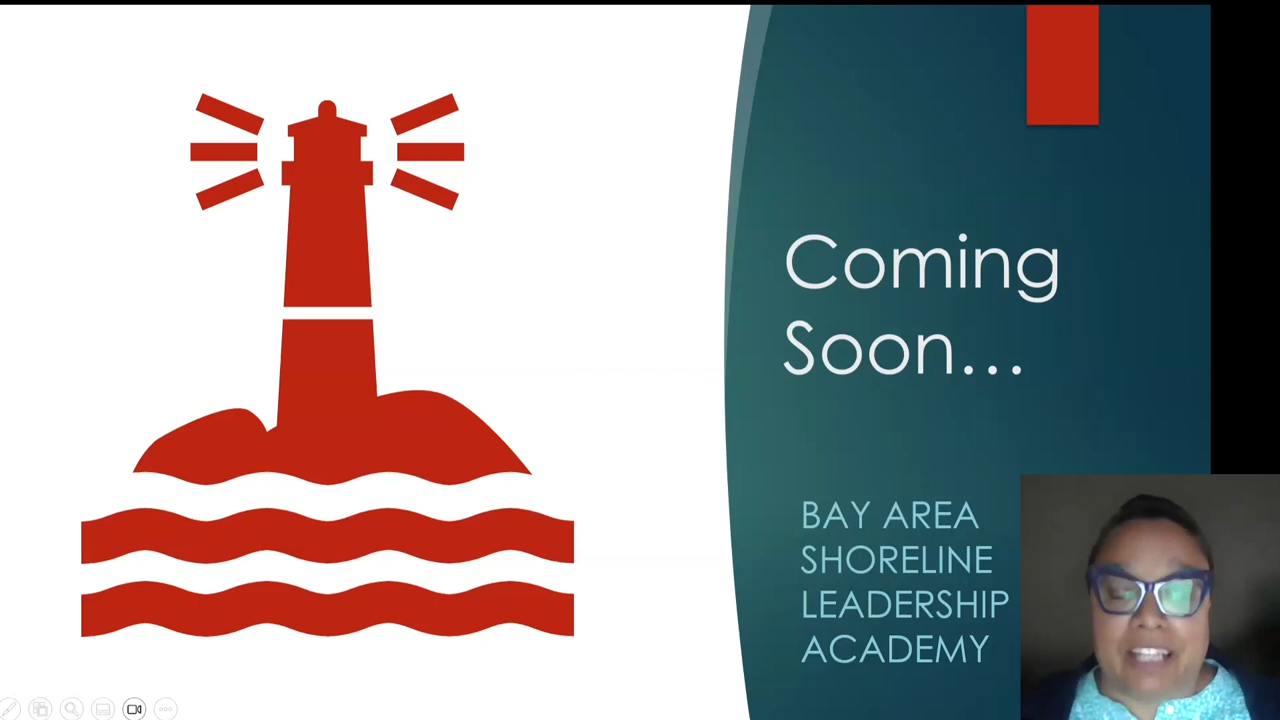 Coming
Soon...
BAY AREA
SHORELINE
LEADERSHIP
ACADEMY